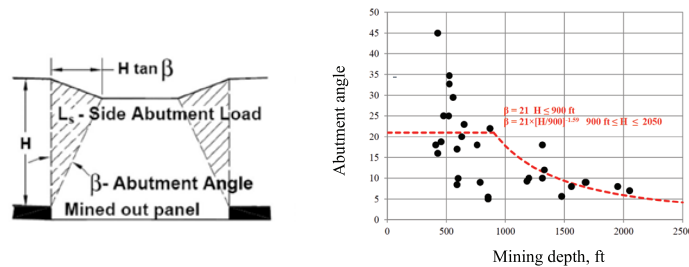 H tan β
Ls - Side Abutment Load
H
β- Abutment Angle
Mined out panel
Abutment angle
50
45
40
35
30
25
20
15
10
5
0
β = 21 H ≤ 900 ft
β = 21×[H/900]^-1.59 900 ft ≤ H ≤ 2050
0 500 1000 1500 2000 2500
Mining depth, ft